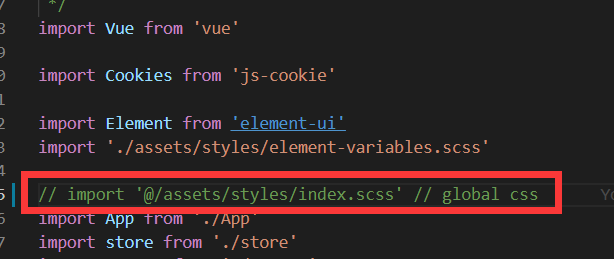 */
import Vue from 'vue'
import Cookies from 'js-cookie'
import Element from 'element-ui'
import './assets/styles/element-variables.scss'
// import '@/assets/styles/index.scss' // global css
import App from './App'
import store from './store'